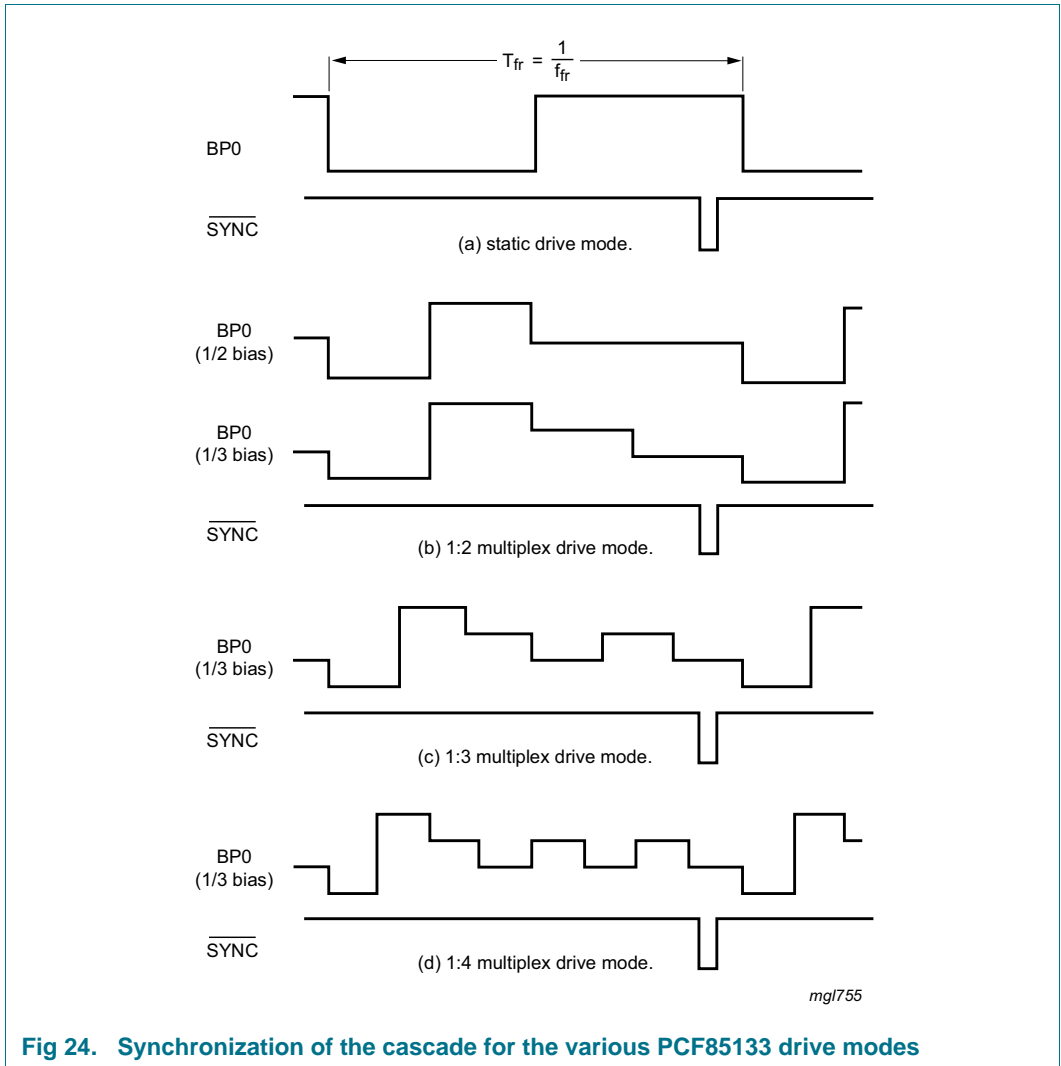 Tfr = 1/ffr
BP0
SYNC
(a) static drive mode.
BP0
(1/2 bias)
BP0
(1/3 bias)
SYNC
(b) 1:2 multiplex drive mode.
BP0
(1/3 bias)
SYNC
(c) 1:3 multiplex drive mode.
BP0
(1/3 bias)
SYNC
(d) 1:4 multiplex drive mode.
mgl755
Fig 24. Synchronization of the cascade for the various PCF85133 drive modes